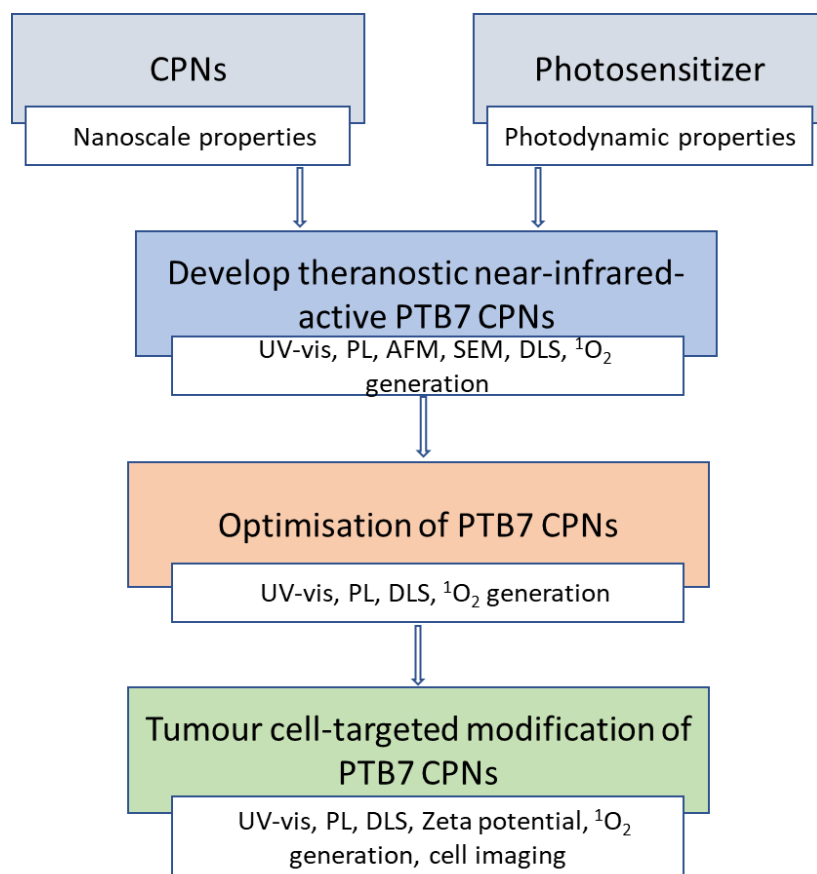 CPNs
Nanoscale properties
Photosensitizer
Photodynamic properties
Develop theranostic near-infrared-
active PTB7 CPNs
UV-vis, PL, AFM, SEM, DLS, ¹O₂
generation
Optimisation of PTB7 CPNs
UV-vis, PL, DLS, ¹O₂ generation
Tumour cell-targeted modification of
PTB7 CPNs
UV-vis, PL, DLS, Zeta potential, ¹O₂
generation, cell imaging